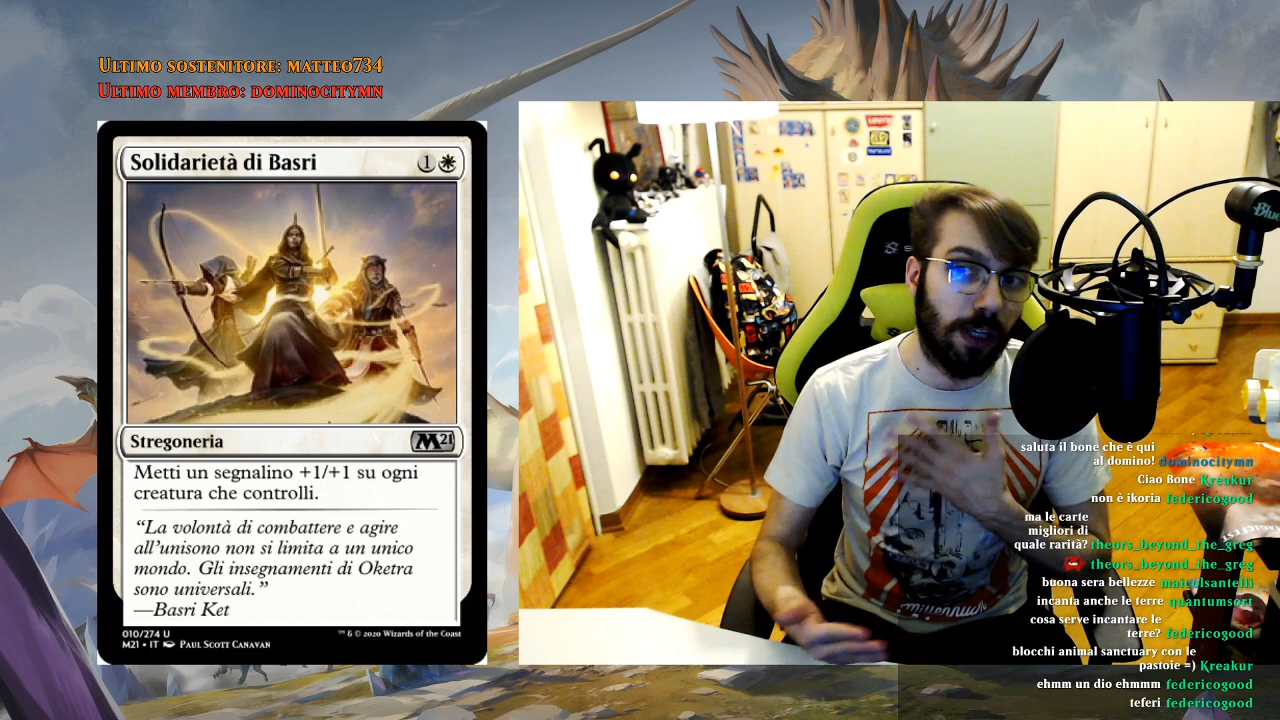 Ultimo sostenitore: matteo734
Ultimo membro: dominocitymn
Solidarietà di Basri 1
Stregoneria
M21
Metti un segnalino +1/+1 su ogni
creatura che controlli.
“La volontà di combattere e agire
all’unisono non si limita a un unico
mondo. Gli insegnamenti di Oketra
sono universali.”
—Basri Ket
010/274 U
M21 • IT Paul Scott Canavan
™ & © 2020 Wizards of the Coast
Blue
Millennium
saluta il bone che è qui
al domino! dominocitymn
Ciao Bone Kreakur
non è ikoria federicogood
ma le carte
migliori di
quale rarità? theors_beyond_the_greg
theors_beyond_the_greg
buona sera bellezze maicolsantelli
incanta anche le terre quantumsort
cosa serve incantare le
terre? federicogood
blocchi animal sanctuary con le
pastoie =) Kreakur
ehmm un dio ehmmm federicogood
teferi federicogood